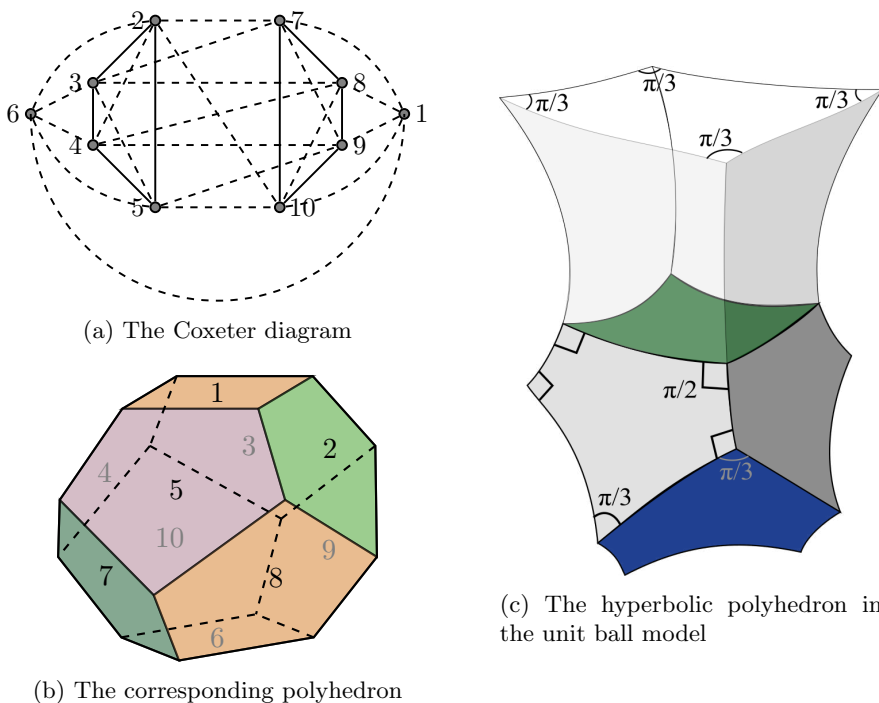 2
7
3
8
6
1
4
9
5
10
(a) The Coxeter diagram
1
3
2
4
5
10
9
7
8
6
(b) The corresponding polyhedron
π/3
π/3
π/3
π/3
π/2
π/3
π/3
(c) The hyperbolic polyhedron in
the unit ball model